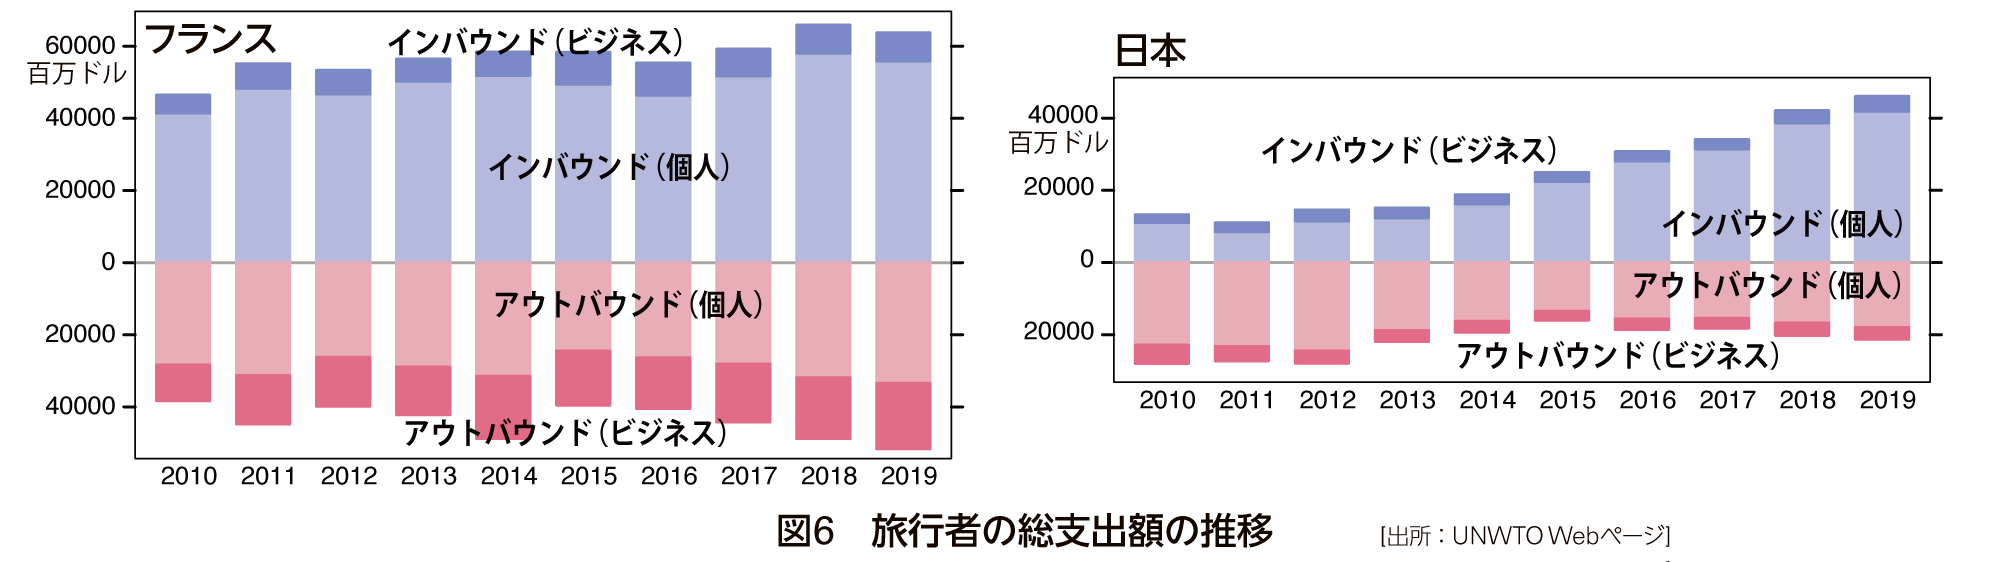 フランス
インバウンド（ビジネス）
60000
百万ドル
40000
インバウンド（個人）
20000
0
アウトバウンド（個人）
20000
40000
アウトバウンド（ビジネス）
2010 2011 2012 2013 2014 2015 2016 2017 2018 2019
日本
40000
百万ドル
インバウンド（ビジネス）
20000
インバウンド（個人）
0
アウトバウンド（個人）
20000
アウトバウンド（ビジネス）
2010 2011 2012 2013 2014 2015 2016 2017 2018 2019
図6　旅行者の総支出額の推移
[出所：UNWTO Webページ]